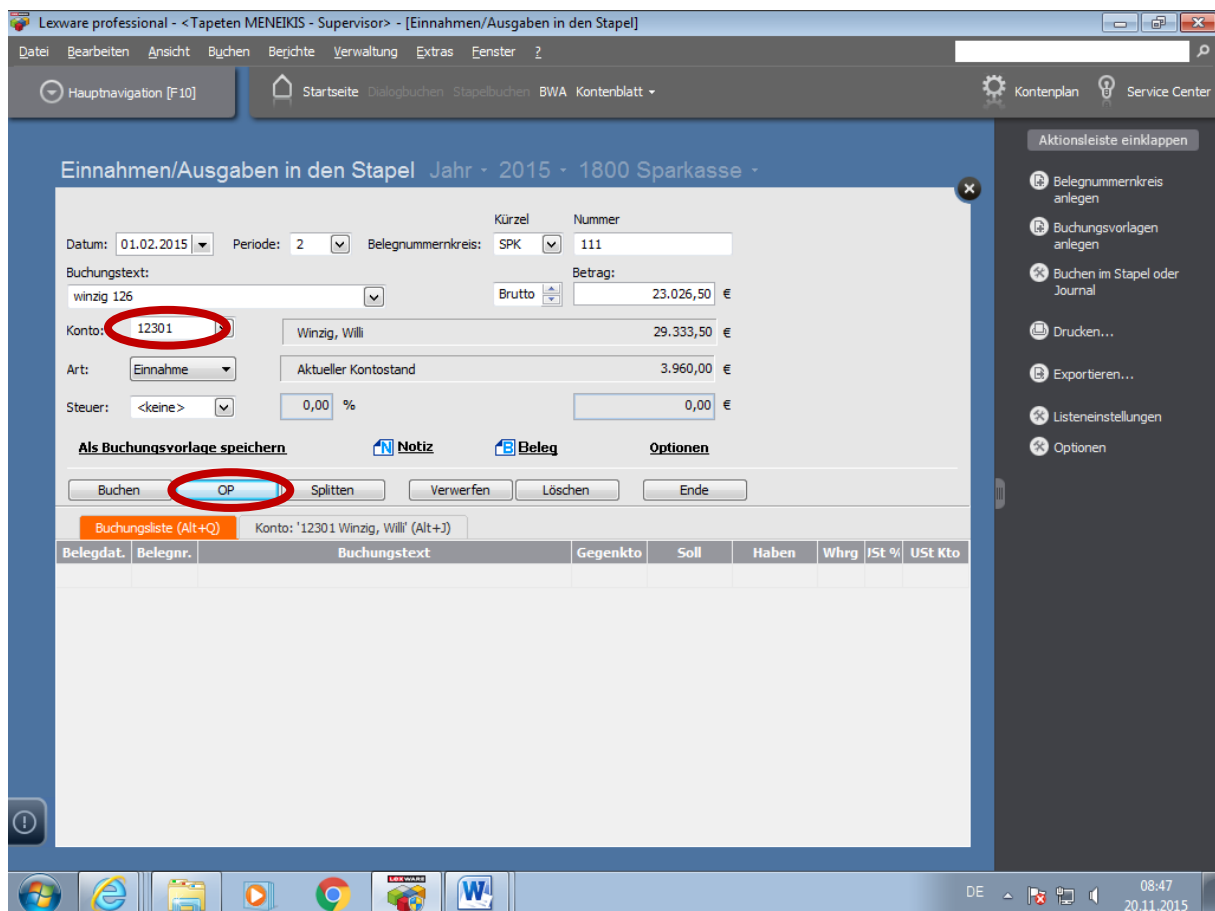 Lexware professional - <Tapeten MENEIKIS - Supervisor> - [Einnahmen/Ausgaben in den Stapel]
Datei Bearbeiten Ansicht Buchen Berichte Verwaltung Extras Fenster ?
Hauptnavigation [F10] Startseite Dialogbuchen Stapelbuchen BWA Kontenblatt Kontenplan Service Center
Aktionsleiste einklappen
Einnahmen/Ausgaben in den Stapel Jahr - 2015 - 1800 Sparkasse -
Belegnummernkreis
anlegen
Buchungsvorlagen
anlegen
Buchen im Stapel oder
Journal
Drucken...
Exportieren...
Listeneinstellungen
Optionen
Kürzel Nummer
Datum: 01.02.2015 Periode: 2 Belegnummernkreis: SPK 111
Buchungstext: Betrag:
winzig 126 Brutto 23.026,50 €
Konto: 12301 Winzig, Willi 29.333,50 €
Art: Einnahme Aktueller Kontostand 3.960,00 €
Steuer: <keine> 0,00 % 0,00 €
Als Buchungsvorlage speichern N Notiz B Beleg Optionen
Buchen OP Splitten Verwerfen Löschen Ende
Buchungsliste (Alt+Q) Konto: '12301 Winzig, Willi' (Alt+J)
Belegdat. Belegnr. Buchungstext Gegenkto Soll Haben Whrg USt Kto
LEXWARE
W
DE 08:47
20.11.2015